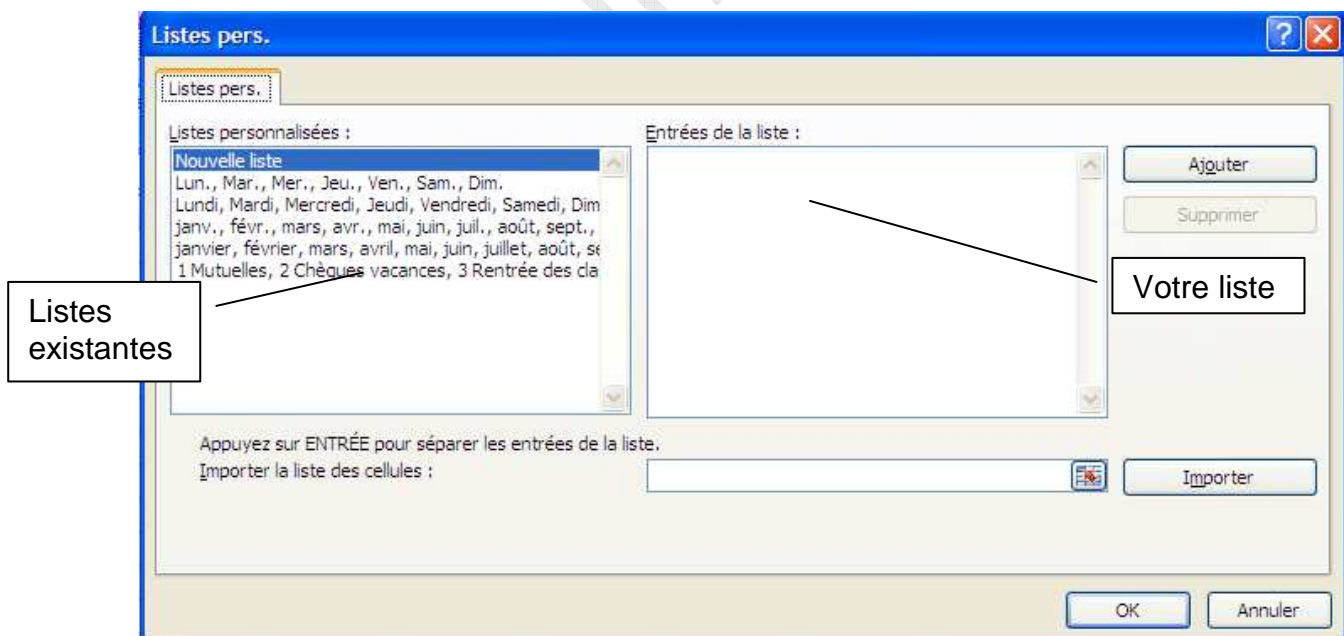 Listes pers.
Listes pers.
Listes personnalisées :
Entrées de la liste :
Nouvelle liste
Lun., Mar., Mer., Jeu., Ven., Sam., Dim.
Lundi, Mardi, Mercredi, Jeudi, Vendredi, Samedi, Dim
janv., févr., mars, avr., mai, juin, juil., août, sept.,
janvier, février, mars, avril, mai, juin, juillet, août, se
1 Mutuelles, 2 Chèques vacances, 3 Rentrée des cla
Ajouter
Supprimer
Listes
existantes
Votre liste
Appuyez sur ENTRÉE pour séparer les entrées de la liste.
Importer la liste des cellules :
Importer
OK
Annuler